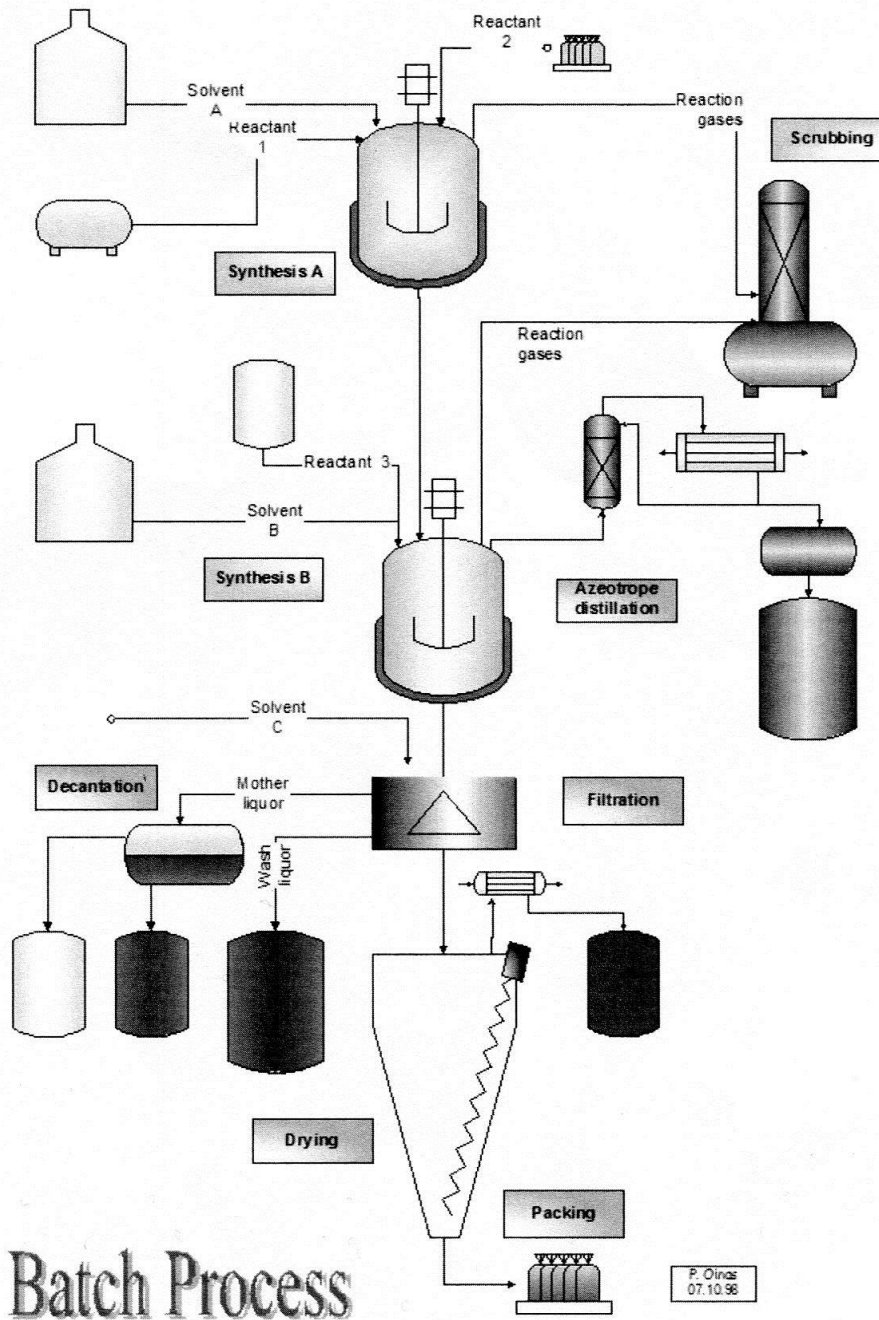 Reactant
2
Solvent
A
Reactant
1
Reaction
gases
Scrubbing
Synthesis A
Reaction
gases
Reactant 3
Solvent
B
Synthesis B
Azeotrope
distillation
Solvent
C
Decantation
Mother
liquor
Filtration
Wash
liquor
Drying
Packing
Batch Process
P. Oinas
07.10.98